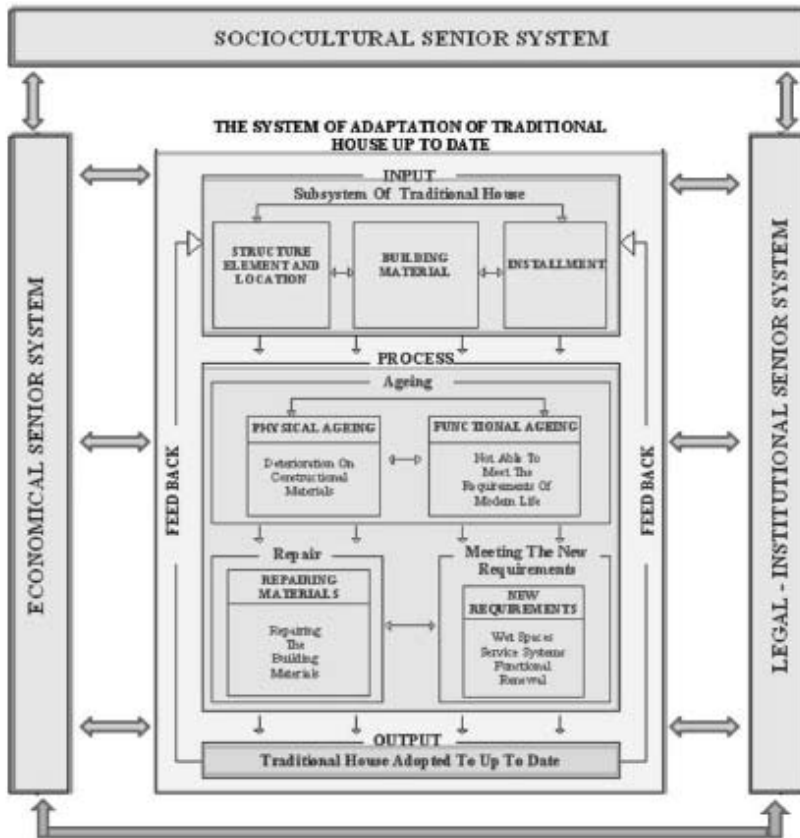 SOCIOCULTURAL SENIOR SYSTEM
THE SYSTEM OF ADAPTATION OF TRADITIONAL
HOUSE UP TO DATE
ECONOMICAL SENIOR SYSTEM
INPUT
Subsystem Of Traditional House
STRUCTURE
ELEMENT AND
LOCATION
BUILDING
MATERIAL
INSTALLMENT
PROCESS
Ageing
PHYSICAL AGEING
Deterioration On
Constructional
Materials
FUNCTIONAL AGEING
Not Able To
Meet The
Requirements Of
Modern Life
Repair
REPAIRING
MATERIALS
Repairing
The
Building
Materials
Meeting The New
Requirements
NEW
REQUIREMENTS
Wet Spaces
Service Systems
Functional
Renewal
OUTPUT
Traditional House Adopted To Up To Date
FEED BACK
FEED BACK
LEGAL - INSTITUTIONAL SENIOR SYSTEM